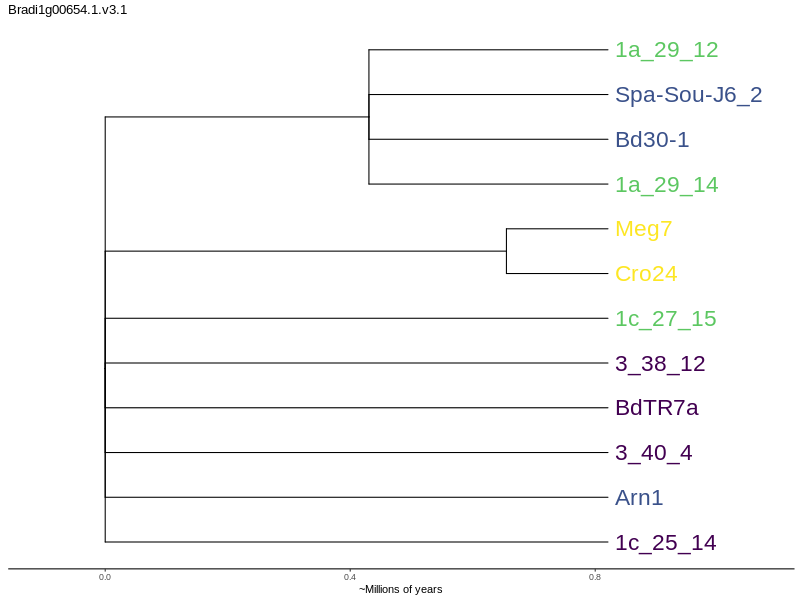 Bradi1g00654.1.v3.1
1a_29_12
Spa-Sou-J6_2
Bd30-1
1a_29_14
Meg7
Cro24
1c_27_15
3_38_12
BdTR7a
3_40_4
Arn1
1c_25_14
0.0 0.4 0.8
~Millions of years